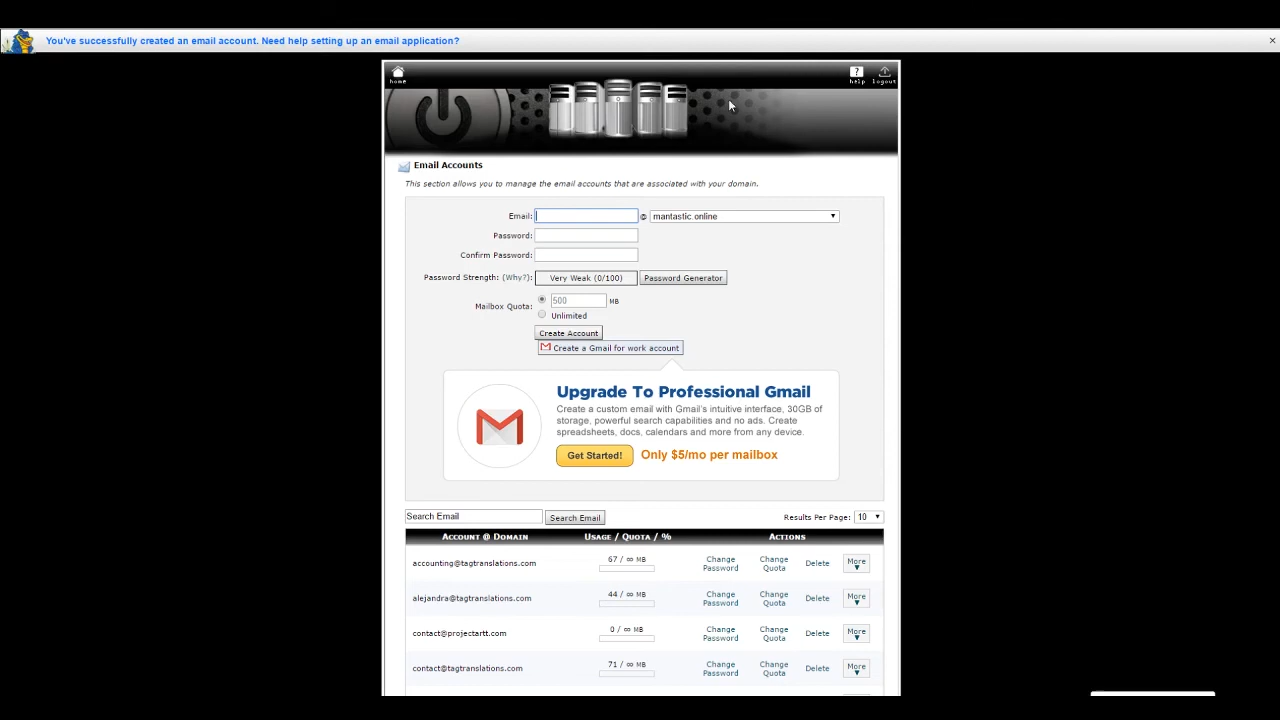 You've successfully created an email account. Need help setting up an email application?
×
home
? help
logout
Email Accounts
This section allows you to manage the email accounts that are associated with your domain.
Email: @ mantastic.online
Password:
Confirm Password:
Password Strength: (Why?): Very Weak (0/100) Password Generator
Mailbox Quota: 500 MB
Unlimited
Create Account
Create a Gmail for work account
Upgrade To Professional Gmail
Create a custom email with Gmail's intuitive interface, 30GB of
storage, powerful search capabilities and no ads. Create
spreadsheets, docs, calendars and more from any device.
Get Started! Only $5/mo per mailbox
Search Email Search Email Results Per Page: 10
Account @ Domain Usage / Quota / % Actions
accounting@tagtranslations.com 67 / ∞ MB Change Password Change Quota Delete More
alejandra@tagtranslations.com 44 / ∞ MB Change Password Change Quota Delete More
contact@projectartt.com 0 / ∞ MB Change Password Change Quota Delete More
contact@tagtranslations.com 71 / ∞ MB Change Password Change Quota Delete More